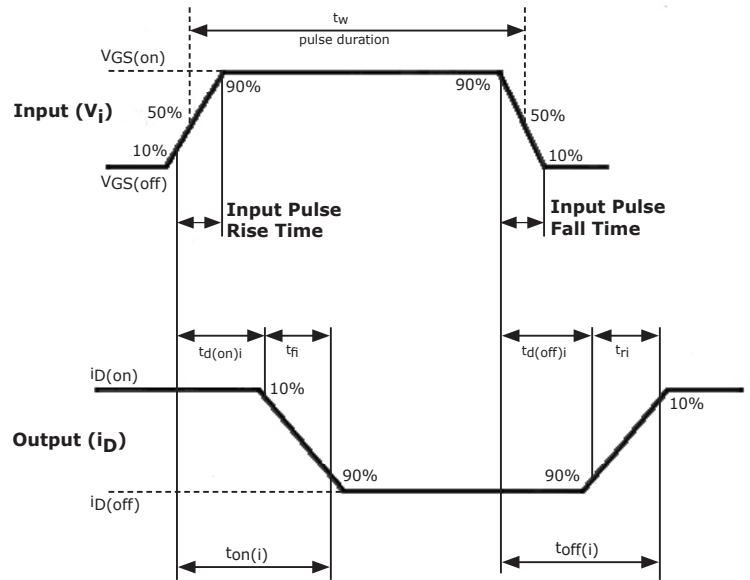 tw
pulse duration
VGS(on)
90%
90%
Input (Vi)
50%
50%
10%
10%
VGS(off)
Input Pulse
Rise Time
Input Pulse
Fall Time
td(on)i
tfi
td(off)i
tri
iD(on)
10%
10%
Output (iD)
90%
90%
iD(off)
ton(i)
toff(i)